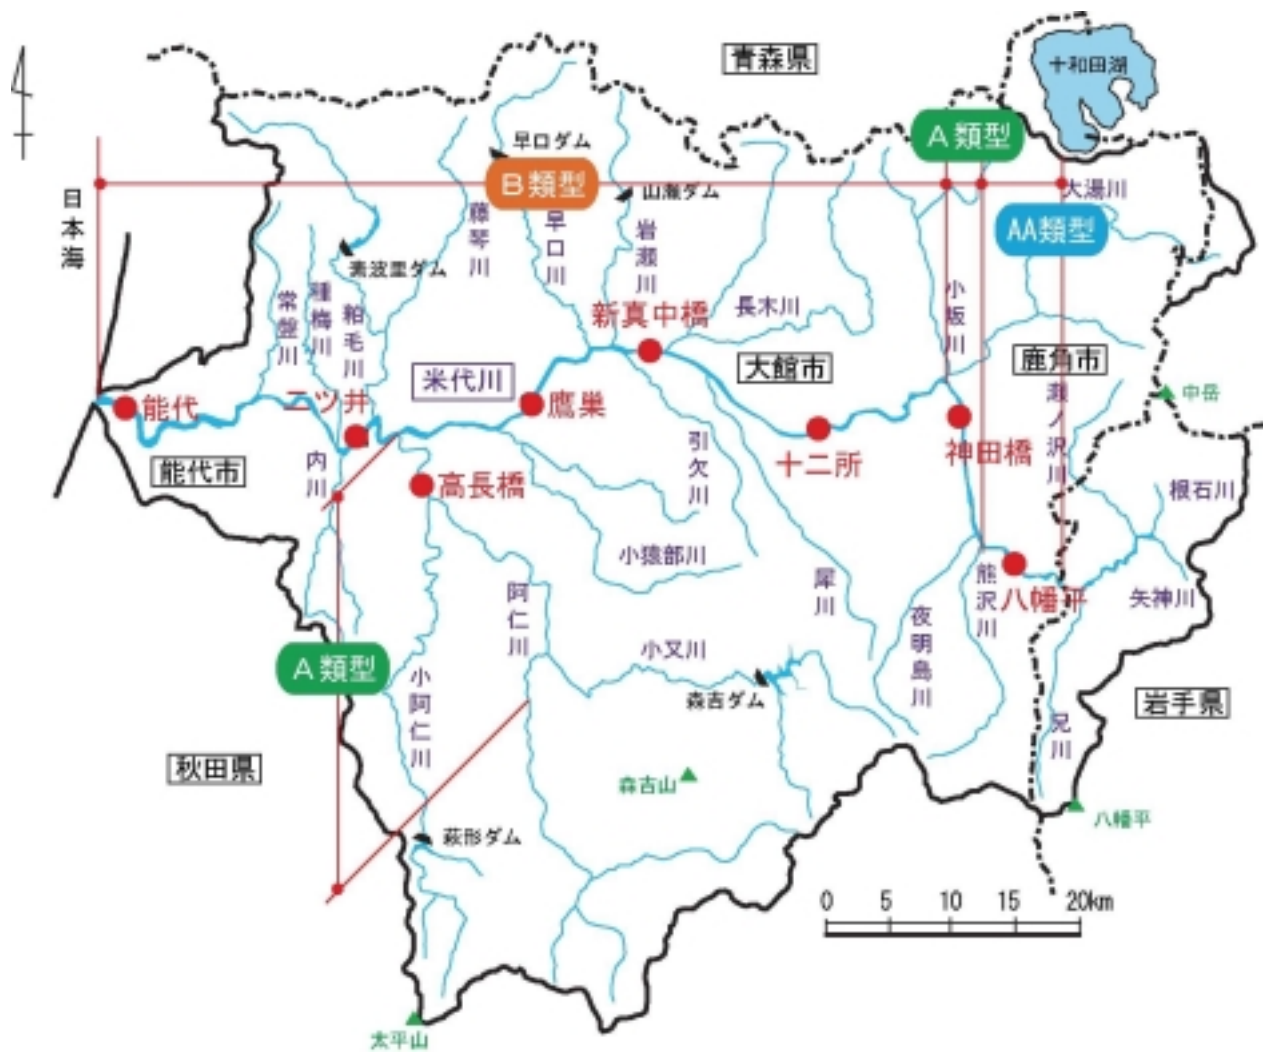 青森県
十和田湖
A類型
早口ダム
B類型
山瀬ダム
大湯川
日本海
藤琴川
早口川
岩瀬川
AA類型
素波里ダム
常盤川
種梅川
粕毛川
新真中橋
長木川
小坂川
米代川
大館市
鹿角市
能代
二ツ井
鷹巣
瀬ノ沢川
中岳
能代市
内川
高長橋
引欠川
十二所
神田橋
根石川
小猿部川
阿仁川
犀川
熊沢川
八幡平
矢神川
夜明島川
A類型
小又川
小阿仁川
森吉ダム
兄川
岩手県
秋田県
森吉山
八幡平
萩形ダム
0 5 10 15 20km
太平山